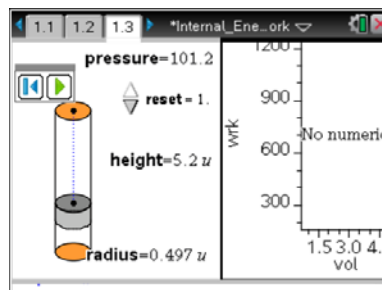 1.1 1.2 1.3 *Internal_Ene...ork
pressure=101.2
reset = 1.
height=5.2 u
radius=0.497 u
wrk
1200
900
600
300
No numeric
1.5 3.0 4.
vol